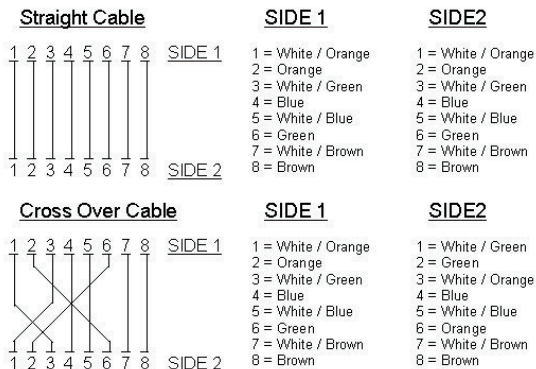 Straight Cable
1 2 3 4 5 6 7 8 SIDE 1
1 2 3 4 5 6 7 8 SIDE 2
SIDE 1
1 = White / Orange
2 = Orange
3 = White / Green
4 = Blue
5 = White / Blue
6 = Green
7 = White / Brown
8 = Brown
SIDE2
1 = White / Orange
2 = Orange
3 = White / Green
4 = Blue
5 = White / Blue
6 = Green
7 = White / Brown
8 = Brown
Cross Over Cable
1 2 3 4 5 6 7 8 SIDE 1
1 2 3 4 5 6 7 8 SIDE 2
SIDE 1
1 = White / Orange
2 = Orange
3 = White / Green
4 = Blue
5 = White / Blue
6 = Green
7 = White / Brown
8 = Brown
SIDE2
1 = White / Green
2 = Green
3 = White / Orange
4 = Blue
5 = White / Blue
6 = Orange
7 = White / Brown
8 = Brown